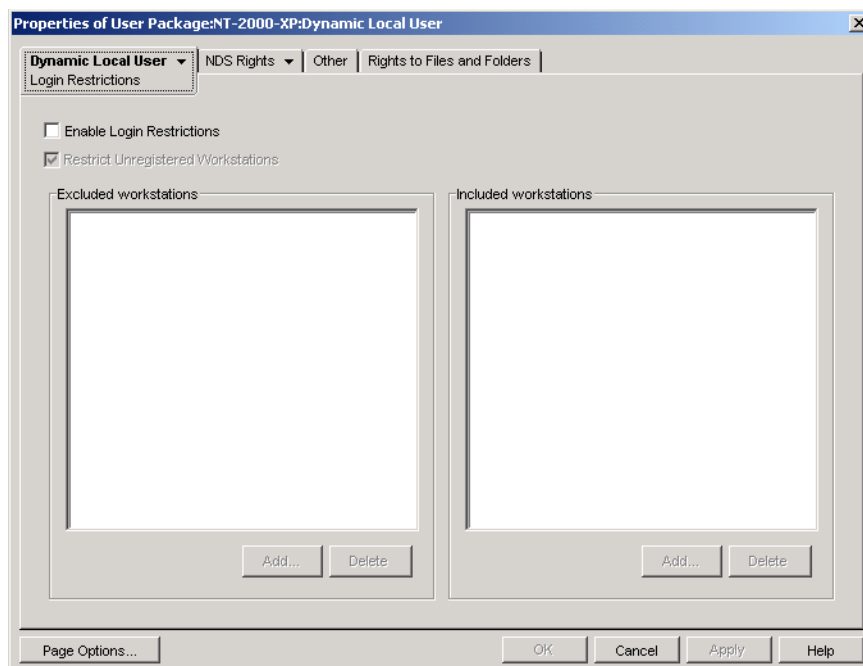 Properties of User Package:NT-2000-XP:Dynamic Local User
Dynamic Local User NDS Rights Other Rights to Files and Folders
Login Restrictions
Enable Login Restrictions
Restrict Unregistered Workstations
Excluded workstations Included workstations
Add... Delete Add... Delete
Page Options... OK Cancel Apply Help